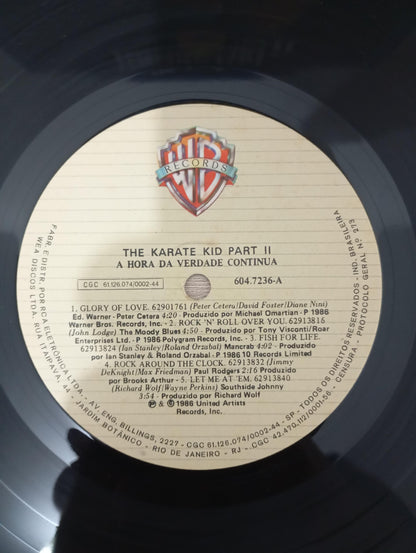 WB
RECORDS
THE KARATE KID PART II
A HORA DA VERDADE CONTINUA
CGC 61.126.074/0002-44
604.7236-A
1. GLORY OF LOVE. 62901761 (Peter Cetero/David Foster/Diane Nini)
Ed. Warner - Peter Cetera 4:20 - Produzido por Michael Omartian - P 1986
Warner Bros. Records, Inc. - 2. ROCK 'N' ROLL OVER YOU. 62913816
(John Lodge) The Moody Blues 4:50 - Produzido por Tony Visconti/Roar
Enterprises Ltd. - P 1986 Polygram Records, Inc. - 3. FISH FOR LIFE.
62913824 (Ian Stanley & Roland Orzabal) Mancrab 4:02 - Produzido
por Ian Stanley & Roland Orzabal - P 1986 10 Records Limited
4. ROCK AROUND THE CLOCK. 62913832 (Jimmy
DeKnight/Max Friedman) Paul Rodgers 2:16 Produzido
por Brooks Arthur - 5. LET ME AT 'EM. 62913840
(Richard Wolf/Wayne Perkins) Southside Johnny
3:54 - Produzido por Richard Wolf
℗ & © 1986 United Artists
Records, Inc.
FABR. E DISTR. POR RCA ELETRÔNICA LTDA. - AV. ENG. BILLINGS, 2227 - CGC 61.126.074/0002-44 - SP. - TODOS OS DIREITOS RESERVADOS - IND. BRASILEIRA
WEA DISCOS LTDA. RUA ITAPAVA, 44 - JARDIM BOTÂNICO - RIO DE JANEIRO - RJ - CGC 42.470.112/0001-56 - CENSURA - PROTOCOLO GERAL Nº 273